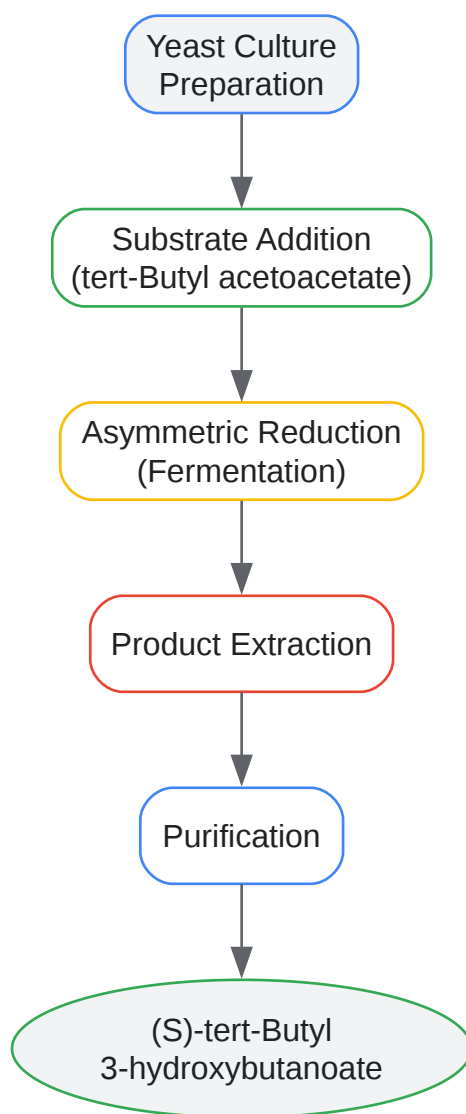 Yeast Culture
Preparation
Substrate Addition
(tert-Butyl acetoacetate)
Asymmetric Reduction
(Fermentation)
Product Extraction
Purification
(S)-tert-Butyl
3-hydroxybutanoate